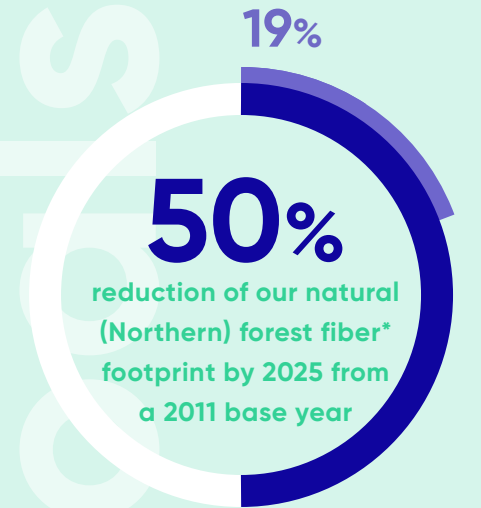 19%
50%
reduction of our natural
(Northern) forest fiber*
footprint by 2025 from
a 2011 base year